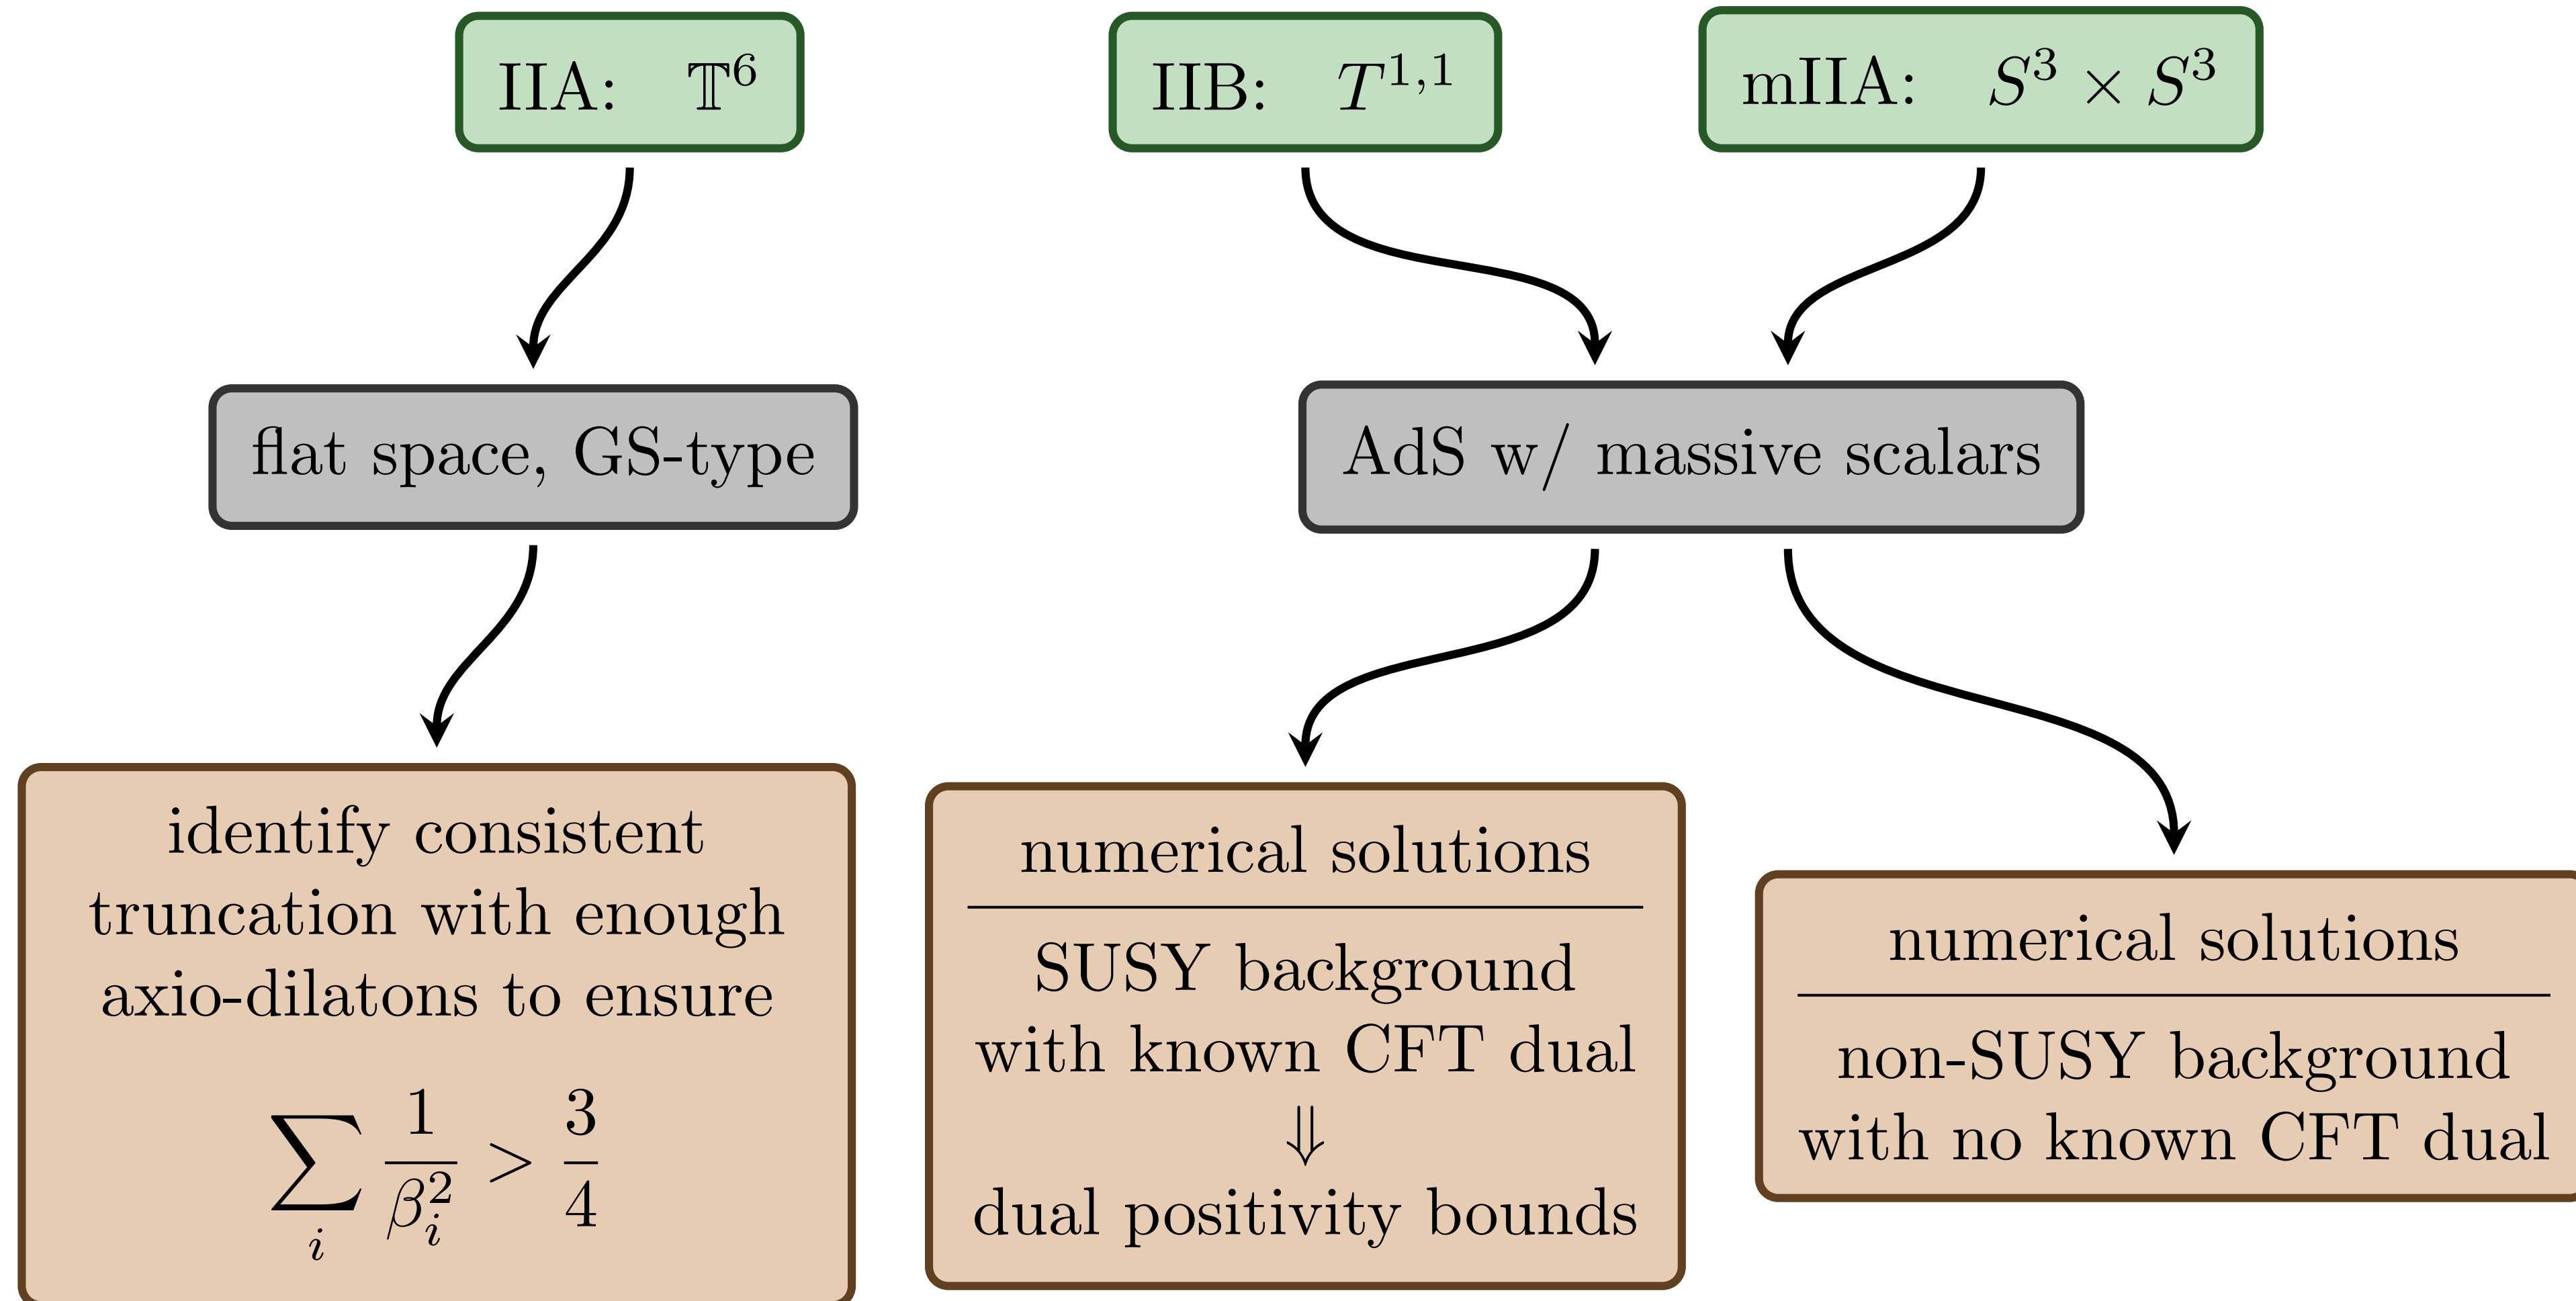 IIA: 𝕋⁶
IIB: T¹,¹
mIIA: S³ × S³
flat space, GS-type
AdS w/ massive scalars
identify consistent
truncation with enough
axio-dilatons to ensure
∑_i 1/β_i² > 3/4
numerical solutions
SUSY background
with known CFT dual
⇓
dual positivity bounds
numerical solutions
non-SUSY background
with no known CFT dual